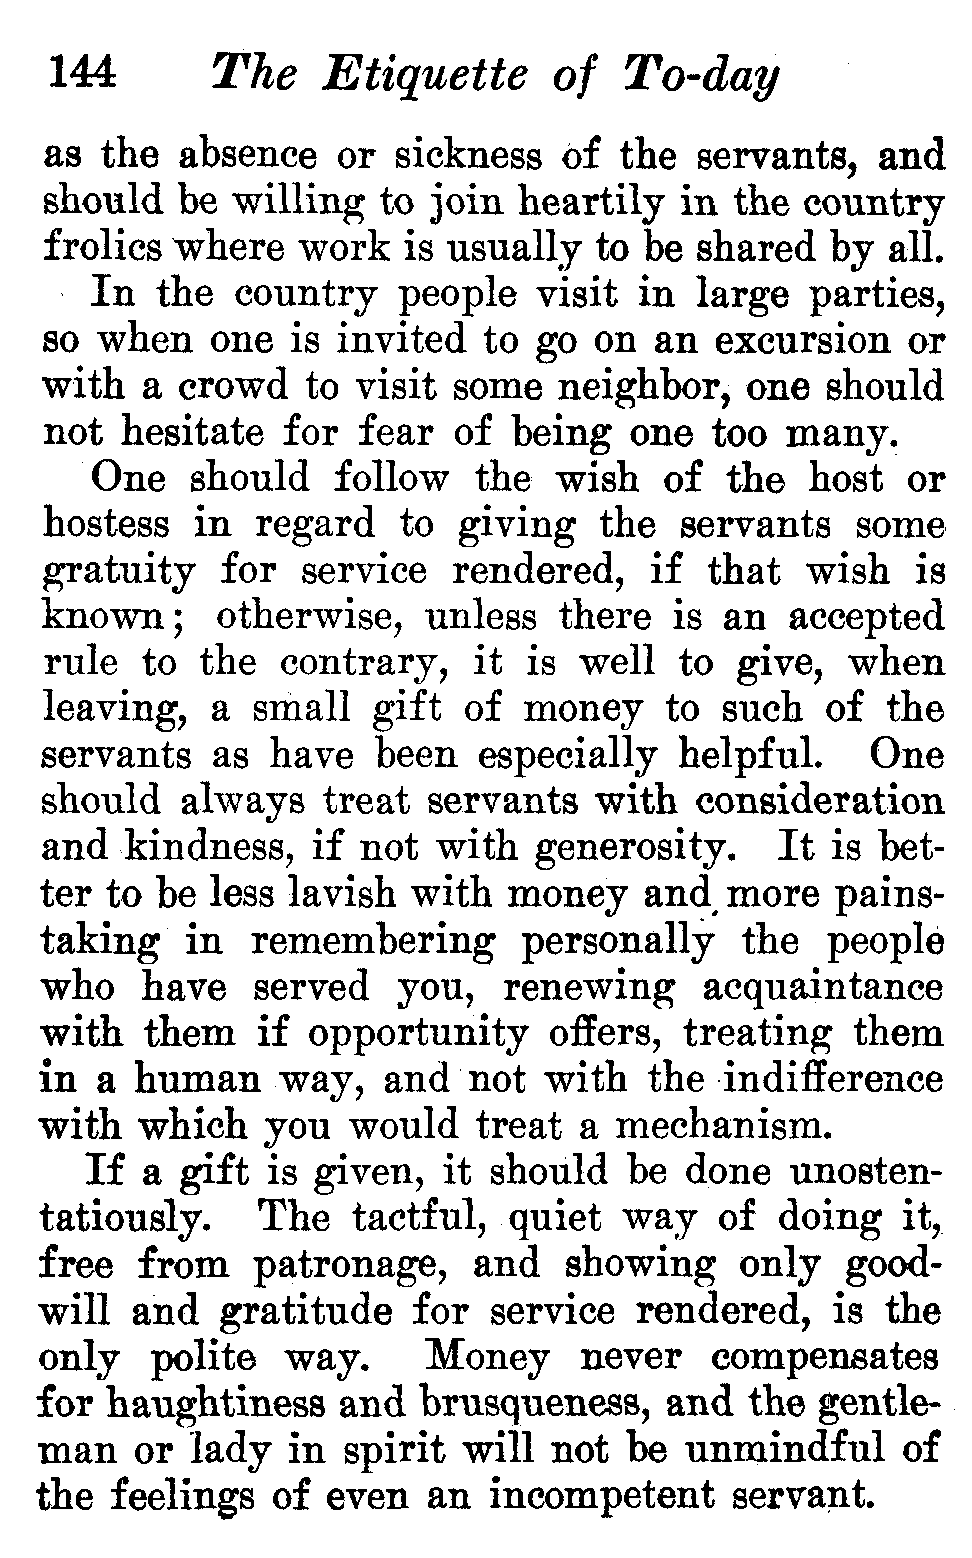 144 The Etiquette of To-day
as the absence or sickness of the servants, and
should be willing to join heartily in the country
frolics where work is usually to be shared by all.
In the country people visit in large parties,
so when one is invited to go on an excursion or
with a crowd to visit some neighbor, one should
not hesitate for fear of being one too many.
One should follow the wish of the host or
hostess in regard to giving the servants some
gratuity for service rendered, if that wish is
known; otherwise, unless there is an accepted
rule to the contrary, it is well to give, when
leaving, a small gift of money to such of the
servants as have been especially helpful. One
should always treat servants with consideration
and kindness, if not with generosity. It is bet-
ter to be less lavish with money and more pains-
taking in remembering personally the people
who have served you, renewing acquaintance
with them if opportunity offers, treating them
in a human way, and not with the indifference
with which you would treat a mechanism.
If a gift is given, it should be done unosten-
tatiously. The tactful, quiet way of doing it,
free from patronage, and showing only good-
will and gratitude for service rendered, is the
only polite way. Money never compensates
for haughtiness and brusqueness, and the gentle-
man or lady in spirit will not be unmindful of
the feelings of even an incompetent servant.